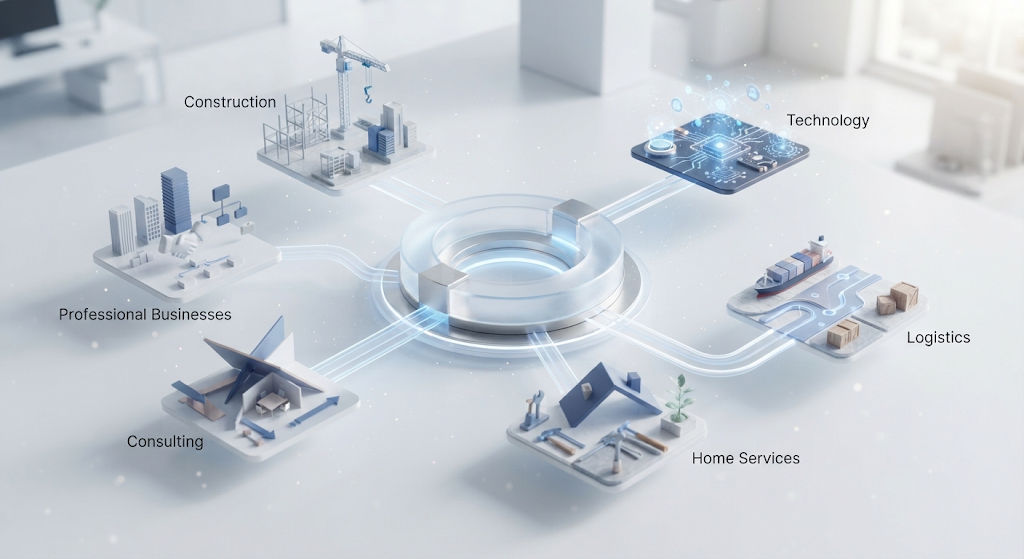 Construction
Technology
Professional Businesses
Logistics
Consulting
Home Services